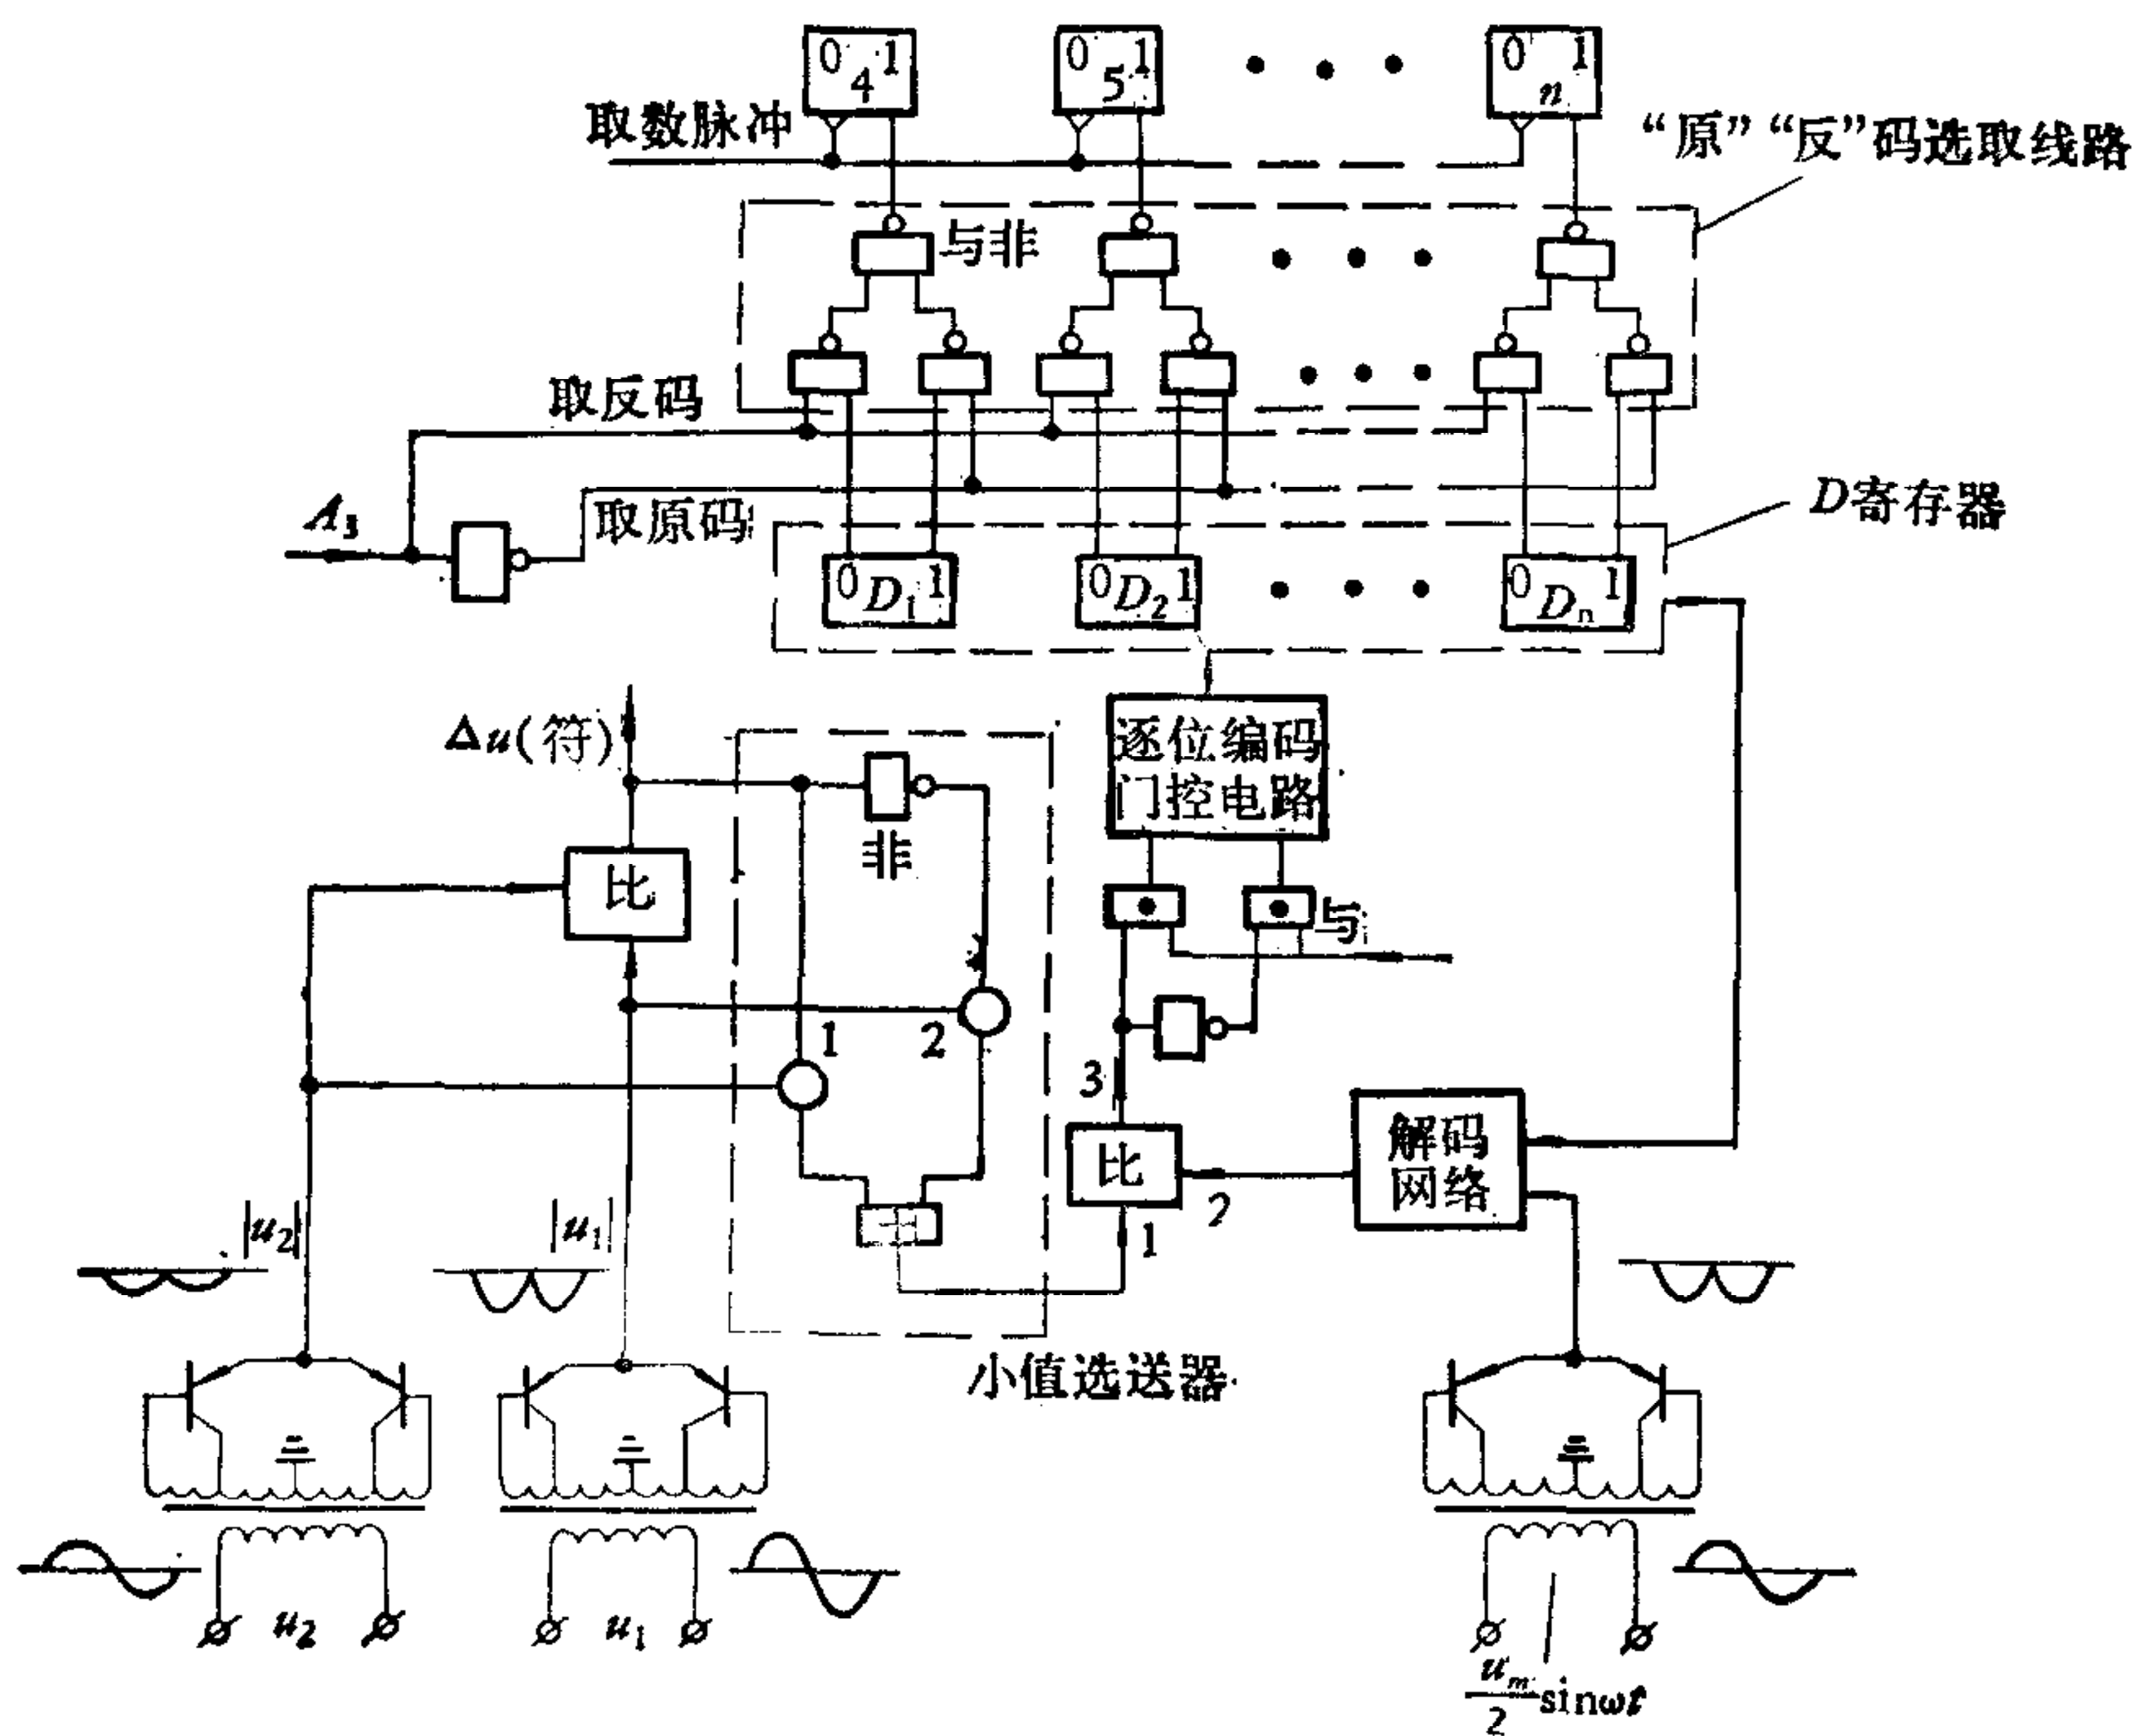 0 1
4
0 1
5
0 1
n
取数脉冲
“原”“反”码选取线路
与非
取反码
A₃
取原码
D寄存器
0 D₁ 1
0 D₂ 1
0 Dₙ 1
Δu(符)
逐位编码
门控电路
非
比
与
1
2
3
比
2
1
解码
网络
|u₂|
|u₁|
小值选送器
u₂
u₁
uₘ/2 sinωt